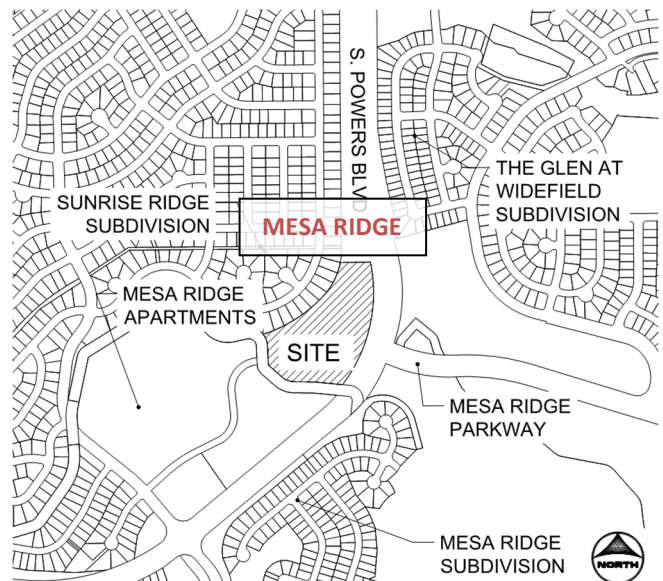 S. POWERS BLVD
THE GLEN AT
WIDEFIELD
SUBDIVISION
SUNRISE RIDGE
SUBDIVISION
MESA RIDGE
MESA RIDGE
APARTMENTS
SITE
MESA RIDGE
PARKWAY
MESA RIDGE
SUBDIVISION
NORTH